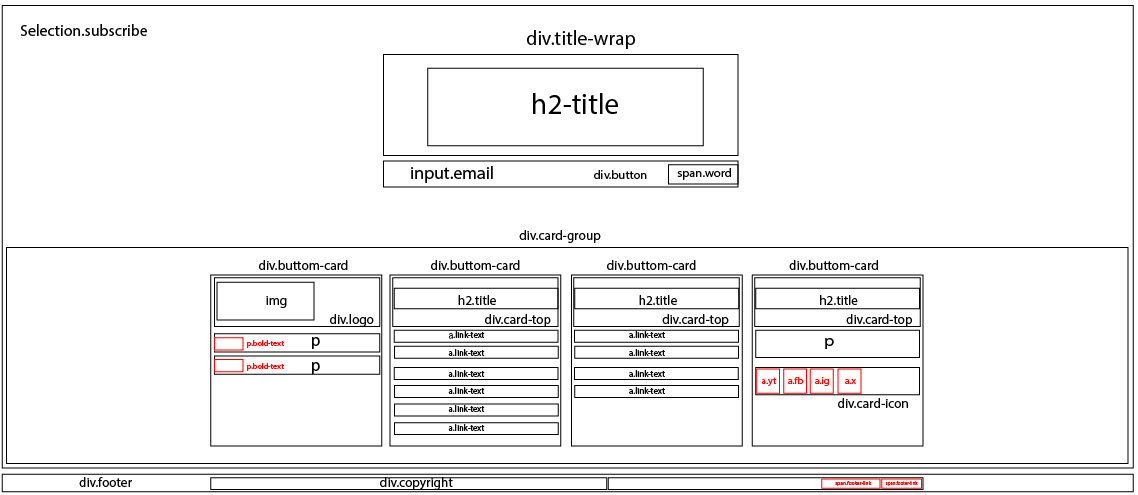 Selection.subscribe
div.title-wrap
h2-title
input.email div.button span.word
div.card-group
div.buttom-card div.buttom-card div.buttom-card div.buttom-card
img h2.title h2.title h2.title
div.logo div.card-top div.card-top div.card-top
p.bold-text p a.link-text a.link-text p
a.link-text a.link-text
p.bold-text p a.link-text a.link-text a.yt a.fb a.ig a.x
a.link-text a.link-text div.card-icon
a.link-text
a.link-text
div.footer div.copyright span.footer-link span.footer-link